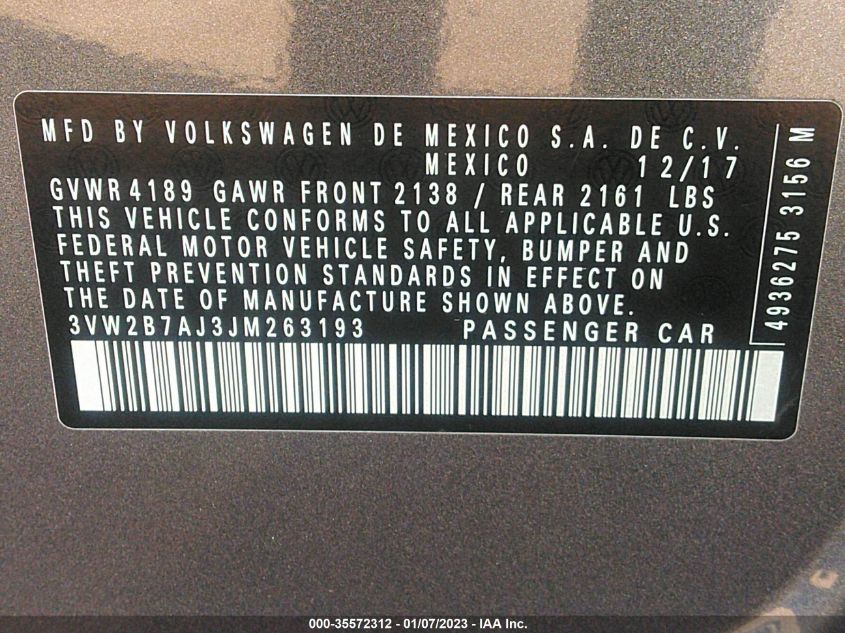 MFD BY VOLKSWAGEN DE MEXICO S.A. DE C.V.
MEXICO 12/17
GVWR 4189 GAWR FRONT 2138 / REAR 2161 LBS
THIS VEHICLE CONFORMS TO ALL APPLICABLE U.S.
FEDERAL MOTOR VEHICLE SAFETY, BUMPER AND
THEFT PREVENTION STANDARDS IN EFFECT ON
THE DATE OF MANUFACTURE SHOWN ABOVE.
3VW2B7AJ3JM263193 PASSENGER CAR
4936275 3156 M
000-35572312 - 01/07/2023 - IAA Inc.